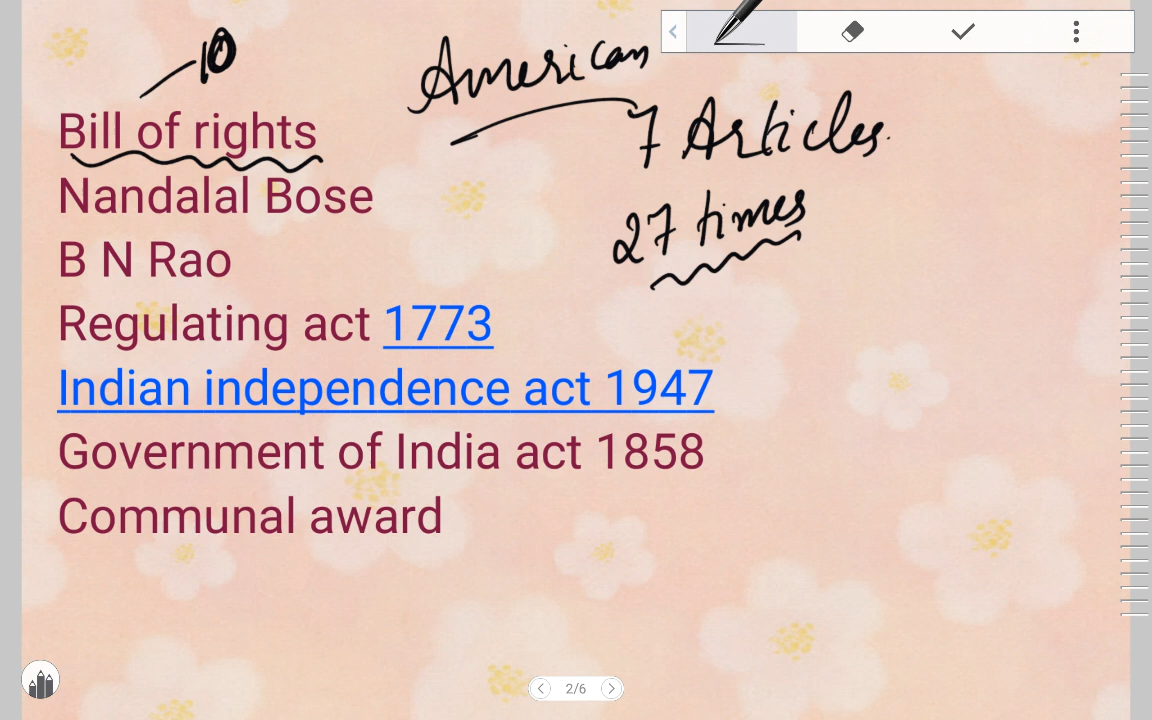 10
American
Bill of rights
7 Articles.
Nandalal Bose
27 times
B N Rao
Regulating act 1773
Indian independence act 1947
Government of India act 1858
Communal award
2/6